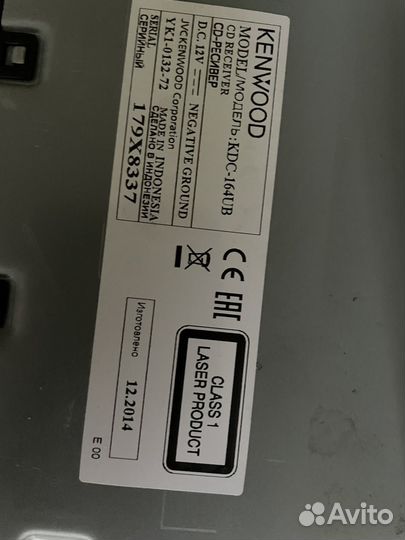 KENWOOD
MODEL/МОДЕЛЬ: KDC-164UB
CD RECEIVER
CD-РЕСИВЕР
D.C. 12V NEGATIVE GROUND
JVCKENWOOD Corporation
YK1-0132-72 MADE IN INDONESIA
СДЕЛАНО В ИНДОНЕЗИИ
SERIAL
СЕРИЙНЫЙ
179X8337
CE EAC
CLASS 1
LASER PRODUCT
Изготовлено
12.2014
E 00
Avito